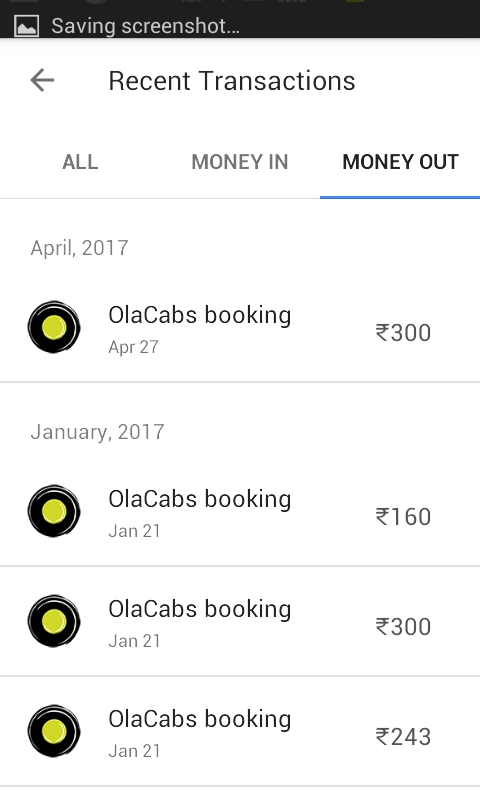 Saving screenshot...
Recent Transactions
ALL MONEY IN MONEY OUT
April, 2017
OlaCabs booking ₹300
Apr 27
January, 2017
OlaCabs booking ₹160
Jan 21
OlaCabs booking ₹300
Jan 21
OlaCabs booking ₹243
Jan 21